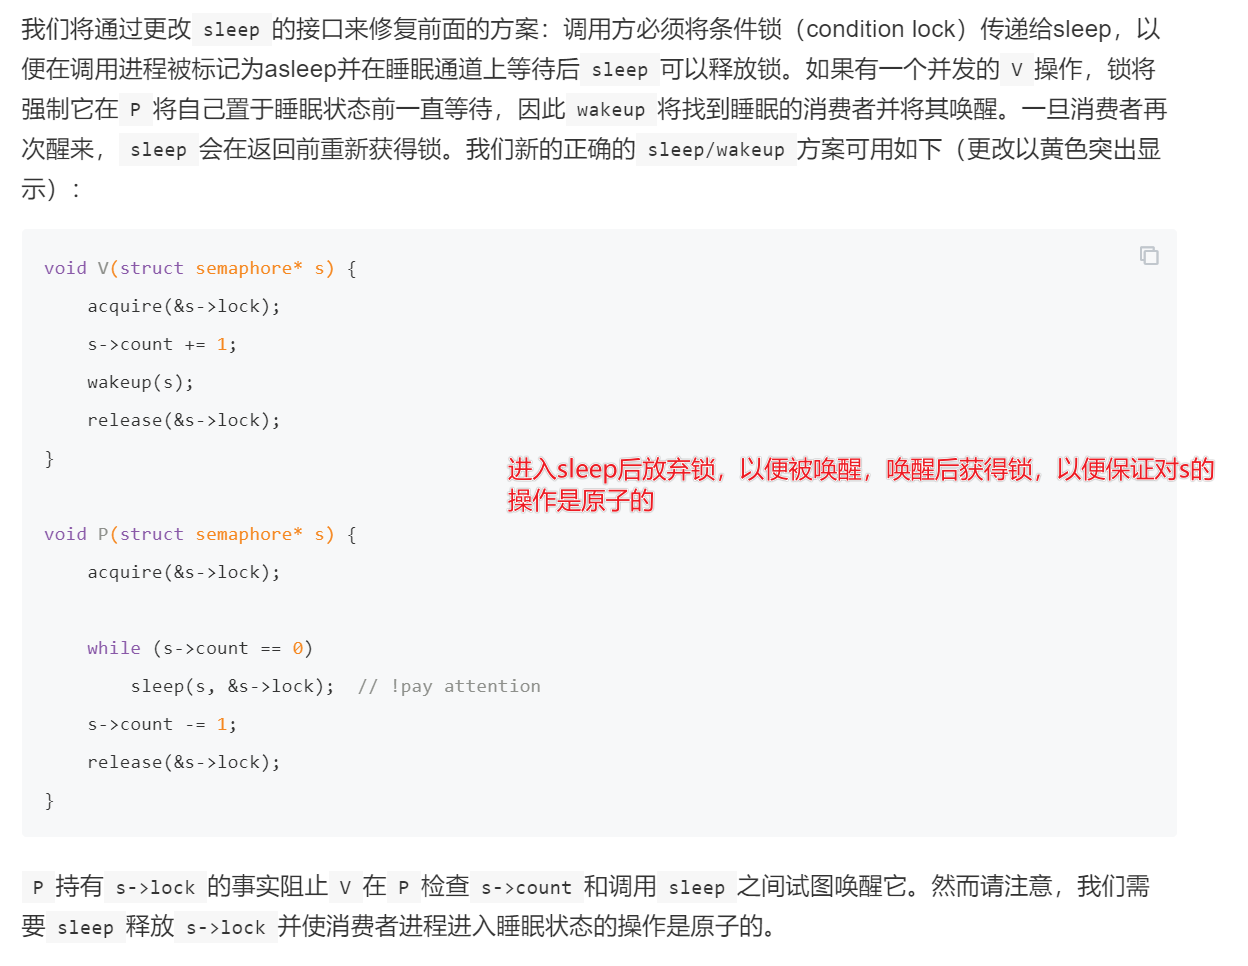 我们将通过更改 sleep 的接口来修复前面的方案：调用方必须将条件锁（condition lock）传递给sleep，以
便在调用进程被标记为asleep并在睡眠通道上等待后 sleep 可以释放锁。如果有一个并发的 V 操作，锁将
强制它在 P 将自己置于睡眠状态前一直等待，因此 wakeup 将找到睡眠的消费者并将其唤醒。一旦消费者再
次醒来， sleep 会在返回前重新获得锁。我们新的正确的 sleep/wakeup 方案可用如下（更改以黄色突出显
示）：
void V(struct semaphore* s) {
    acquire(&s->lock);
    s->count += 1;
    wakeup(s);
    release(&s->lock);
}
进入sleep后放弃锁，以便被唤醒，唤醒后获得锁，以便保证对s的
操作是原子的
void P(struct semaphore* s) {
    acquire(&s->lock);
    while (s->count == 0)
        sleep(s, &s->lock);  // !pay attention
    s->count -= 1;
    release(&s->lock);
}
P 持有 s->lock 的事实阻止 V 在 P 检查 s->count 和调用 sleep 之间试图唤醒它。然而请注意，我们需
要 sleep 释放 s->lock 并使消费者进程进入睡眠状态的操作是原子的。